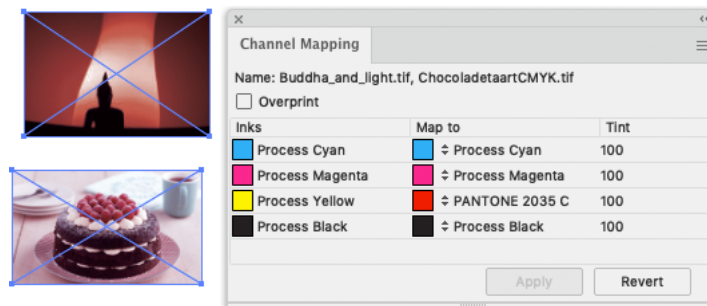 Channel Mapping
Name: Buddha_and_light.tif, ChocoladetaartCMYK.tif
Overprint
Inks Map to Tint
Process Cyan Process Cyan 100
Process Magenta Process Magenta 100
Process Yellow PANTONE 2035 C 100
Process Black Process Black 100
Apply Revert